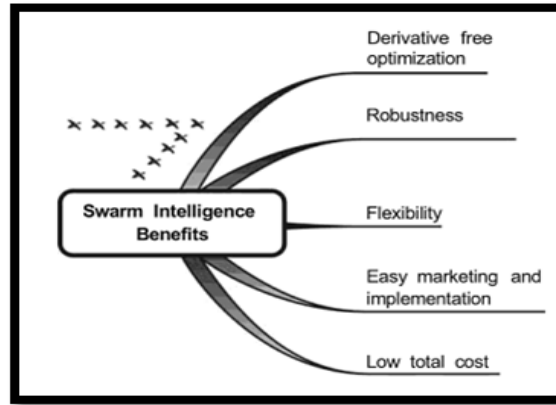 Derivative free
optimization
Robustness
Swarm Intelligence
Benefits
Flexibility
Easy marketing and
implementation
Low total cost